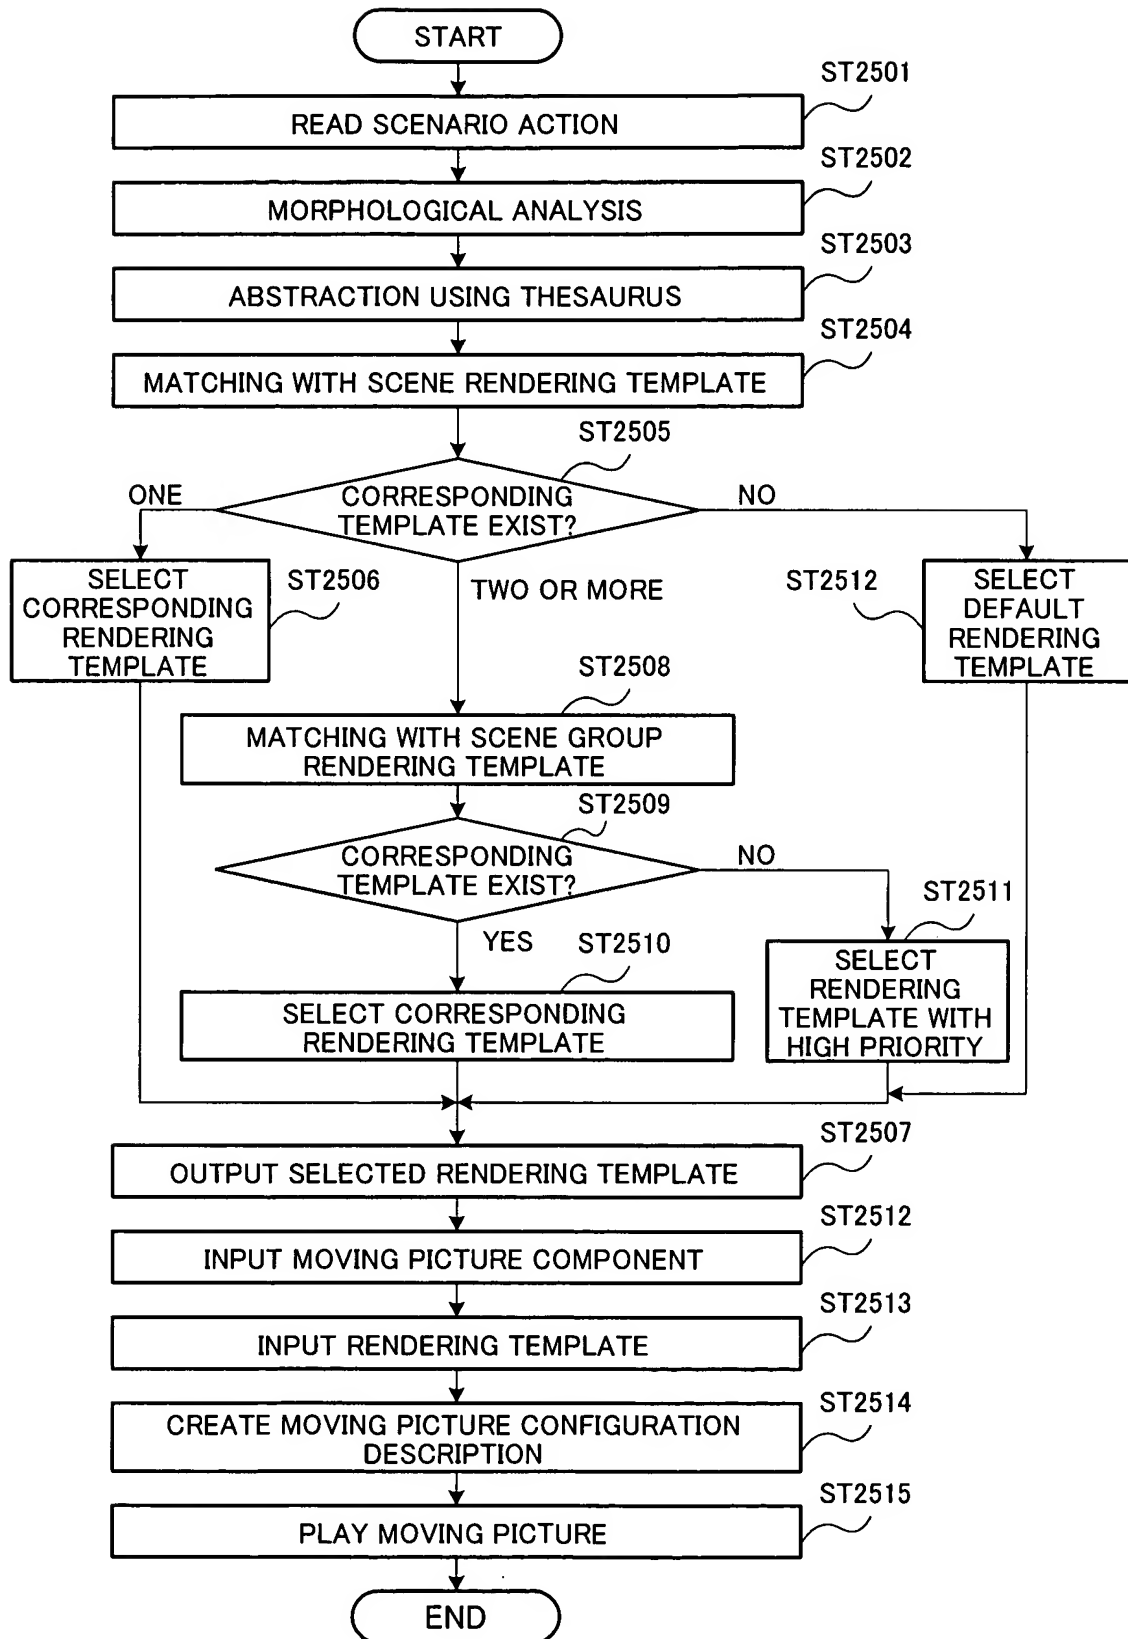 START
ST2501
READ SCENARIO ACTION
ST2502
MORPHOLOGICAL ANALYSIS
ST2503
ABSTRACTION USING THESAURUS
ST2504
MATCHING WITH SCENE RENDERING TEMPLATE
ST2505
ONE
CORRESPONDING
TEMPLATE EXIST?
NO
SELECT
CORRESPONDING
RENDERING
TEMPLATE
ST2506
TWO OR MORE
ST2512
SELECT
DEFAULT
RENDERING
TEMPLATE
ST2508
MATCHING WITH SCENE GROUP
RENDERING TEMPLATE
ST2509
CORRESPONDING
TEMPLATE EXIST?
NO
YES
ST2511
SELECT
RENDERING
TEMPLATE WITH
HIGH PRIORITY
ST2510
SELECT CORRESPONDING
RENDERING TEMPLATE
ST2507
OUTPUT SELECTED RENDERING TEMPLATE
ST2512
INPUT MOVING PICTURE COMPONENT
ST2513
INPUT RENDERING TEMPLATE
ST2514
CREATE MOVING PICTURE CONFIGURATION
DESCRIPTION
ST2515
PLAY MOVING PICTURE
END